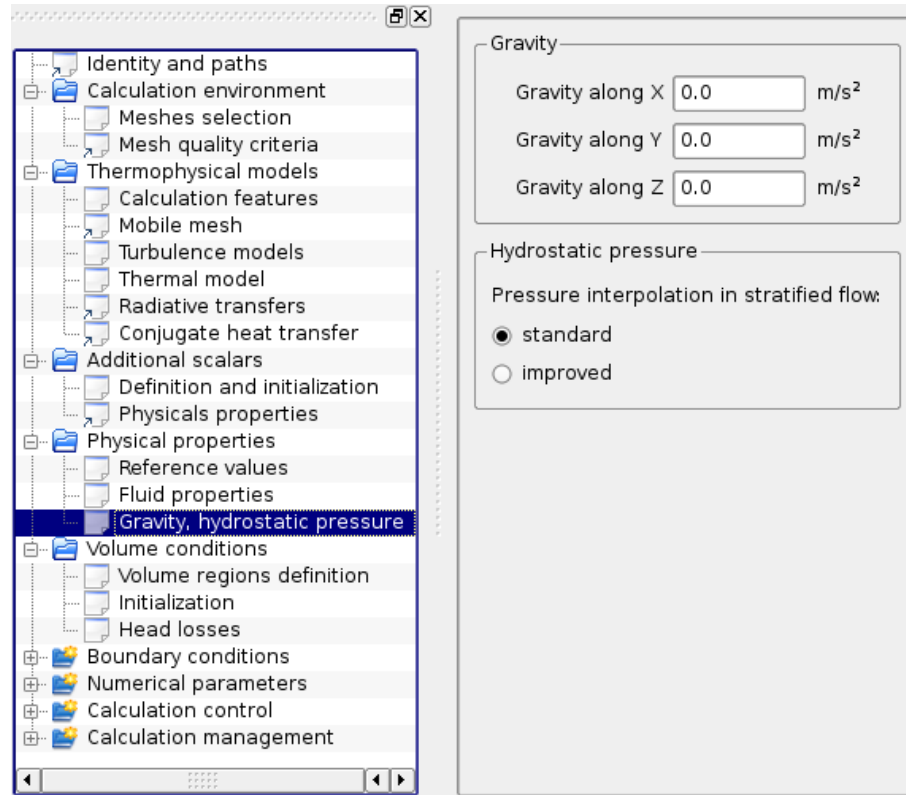 Identity and paths
Calculation environment
Meshes selection
Mesh quality criteria
Thermophysical models
Calculation features
Mobile mesh
Turbulence models
Thermal model
Radiative transfers
Conjugate heat transfer
Additional scalars
Definition and initialization
Physicals properties
Physical properties
Reference values
Fluid properties
Gravity, hydrostatic pressure
Volume conditions
Volume regions definition
Initialization
Head losses
Boundary conditions
Numerical parameters
Calculation control
Calculation management
Gravity
Gravity along X 0.0 m/s²
Gravity along Y 0.0 m/s²
Gravity along Z 0.0 m/s²
Hydrostatic pressure
Pressure interpolation in stratified flow:
standard
improved